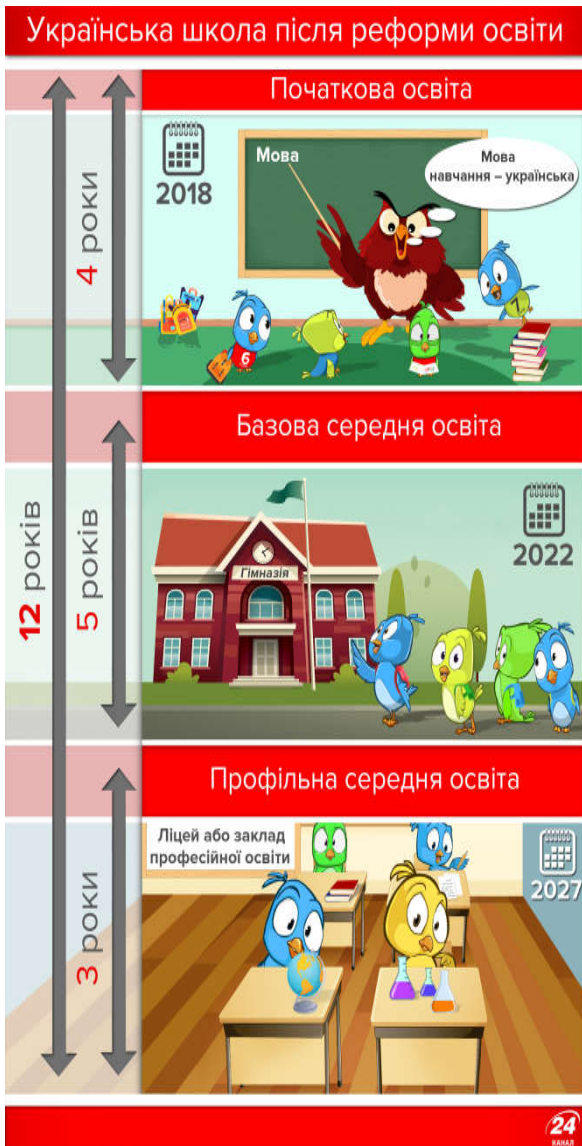 Українська школа після реформи освіти
Початкова освіта
2018
Мова
Мова
навчання – українська
4 роки
6
Базова середня освіта
2022
Гімназія
12 років
5 років
Профільна середня освіта
Ліцей або заклад
професійної освіти
2027
3 роки
24
КАНАЛ